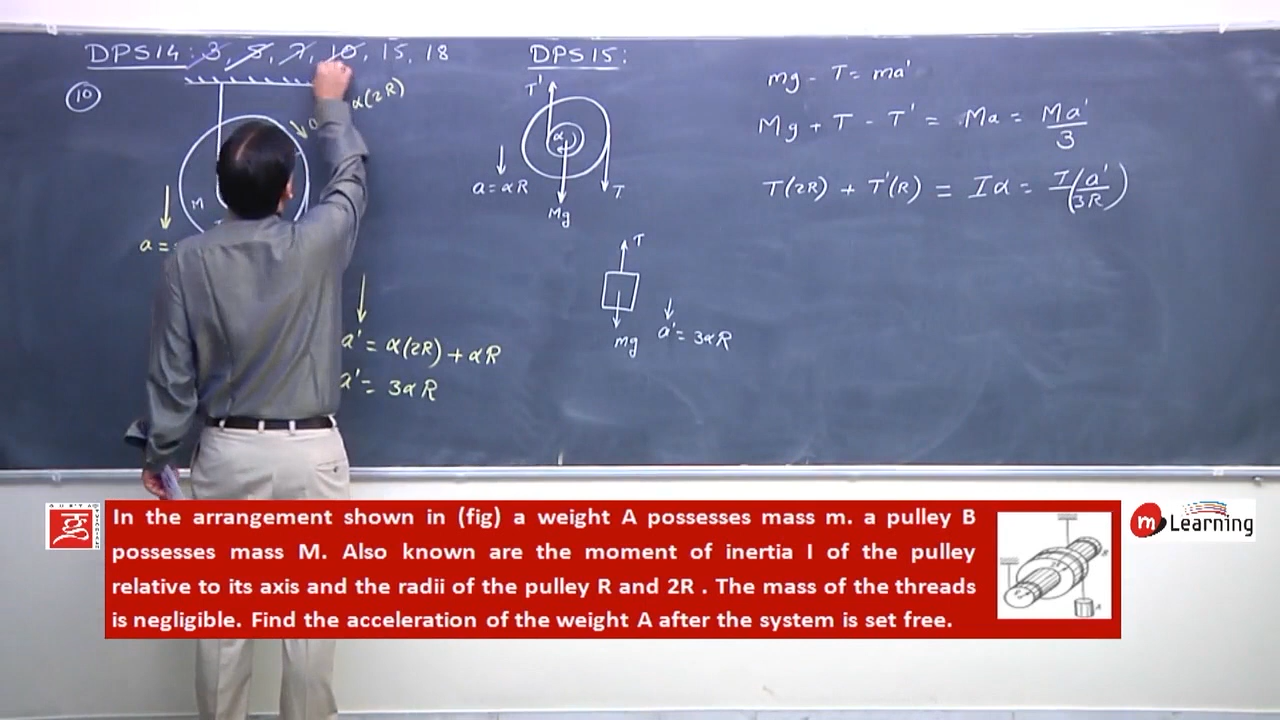 DPS14: 3, 8, 7, 10, 15, 18
10
α(2R)
M
a =
a' = α(2R) + αR
a' = 3αR
DPS15:
T'
α
a = αR
Mg
T
T
mg
a' = 3αR
mg - T = ma'
Mg + T - T' = Ma = Ma'/3
T(2R) + T'(R) = Iα = I(a'/3R)
In the arrangement shown in (fig) a weight A possesses mass m. a pulley B
possesses mass M. Also known are the moment of inertia I of the pulley
relative to its axis and the radii of the pulley R and 2R . The mass of the threads
is negligible. Find the acceleration of the weight A after the system is set free.
m Learning